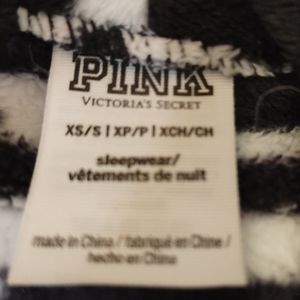 PINK
VICTORIA'S SECRET
XS/S | XP/P | XCH/CH
sleepwear/
vêtements de nuit
made in China / fabriqué en Chine /
hecho en China